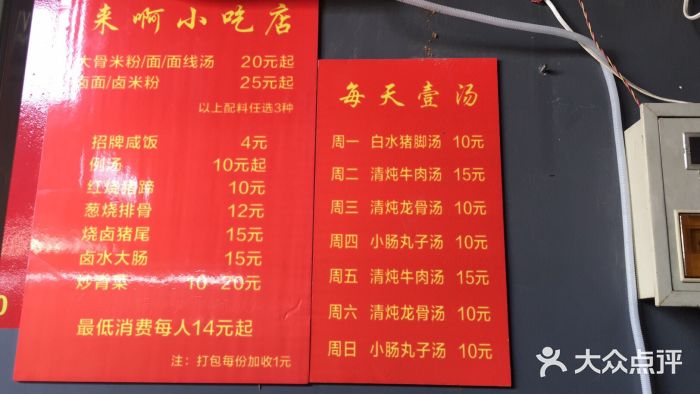 来啊小吃店
大骨米粉/面/面线汤 20元起
卤面/卤米粉 25元起
以上配料任选3种
招牌咸饭 4元
例汤 10元起
红烧猪蹄 10元
葱烧排骨 12元
烧卤猪尾 15元
卤水大肠 15元
炒青菜 10-20元
最低消费每人14元起
注：打包每份加收1元
每天壹汤
周一 白水猪脚汤 10元
周二 清炖牛肉汤 15元
周三 清炖龙骨汤 10元
周四 小肠丸子汤 10元
周五 清炖牛肉汤 15元
周六 清炖龙骨汤 10元
周日 小肠丸子汤 10元
0
大众点评